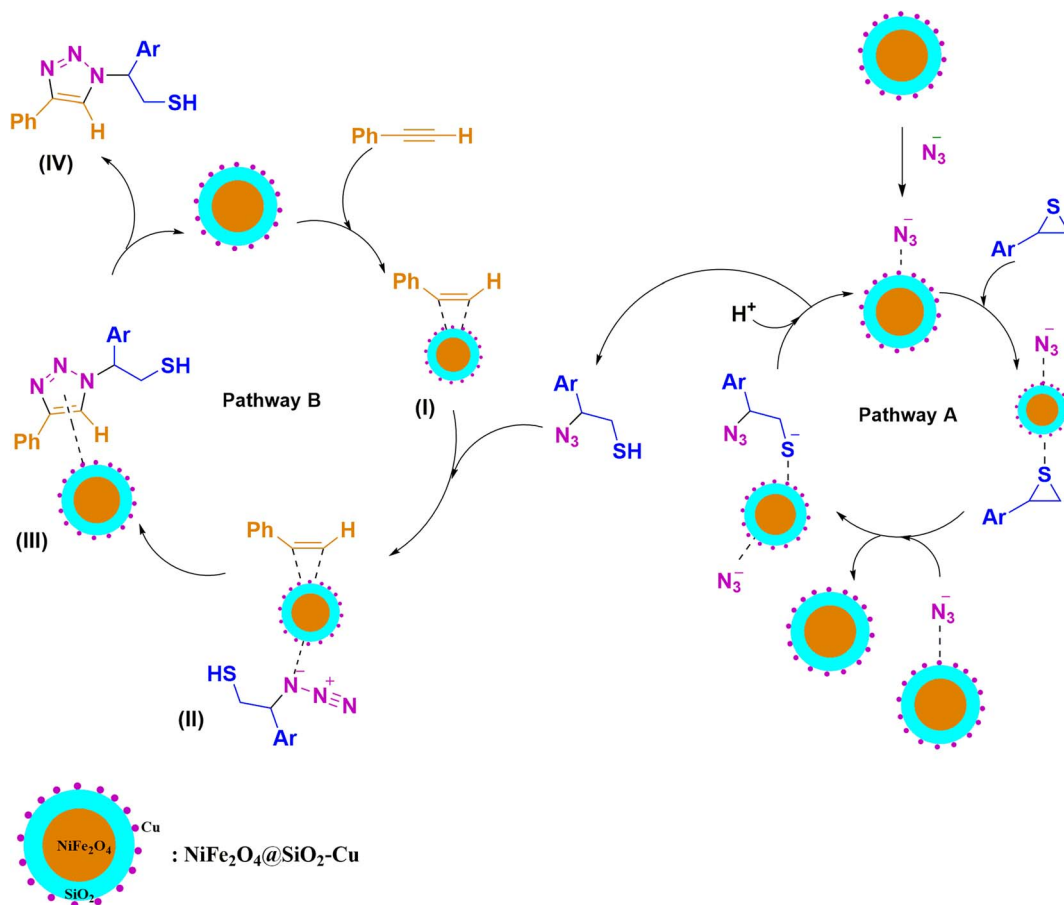 N
N
N
Ar
SH
Ph
H
(IV)
Ph
H
N3−
N3−
S
Ar
Ph
H
(I)
H+
Ar
N
N
N
SH
Ph
H
(III)
Pathway B
Ar
N3
SH
Ar
N3
S−
N3−
Pathway A
N3−
S
Ar
Ph
H
HS
N−
N+
N
Ar
(II)
N3−
NiFe2O4
SiO2
Cu
: NiFe2O4@SiO2-Cu